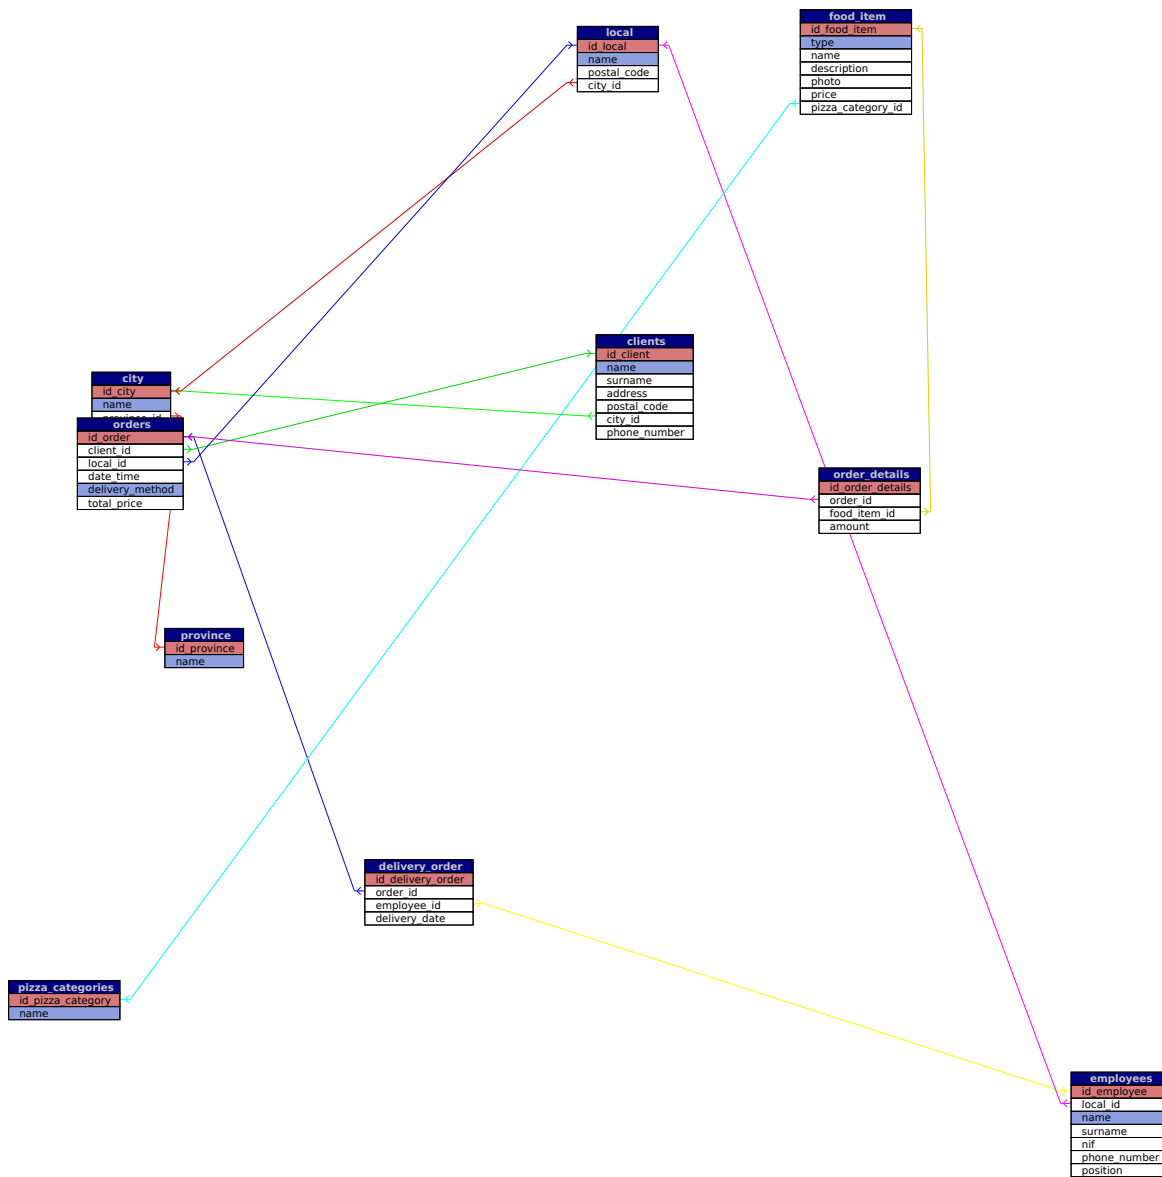 food_item
id_food_item
type
name
description
photo
price
pizza_category_id
local
id_local
name
postal_code
city_id
clients
id_client
name
surname
address
postal_code
city_id
phone_number
city
id_city
name
province_id
orders
id_order
client_id
local_id
date_time
delivery_method
total_price
order_details
id_order_details
order_id
food_item_id
amount
province
id_province
name
delivery_order
id_delivery_order
order_id
employee_id
delivery_date
pizza_categories
id_pizza_category
name
employees
id_employee
local_id
name
surname
nif
phone_number
position